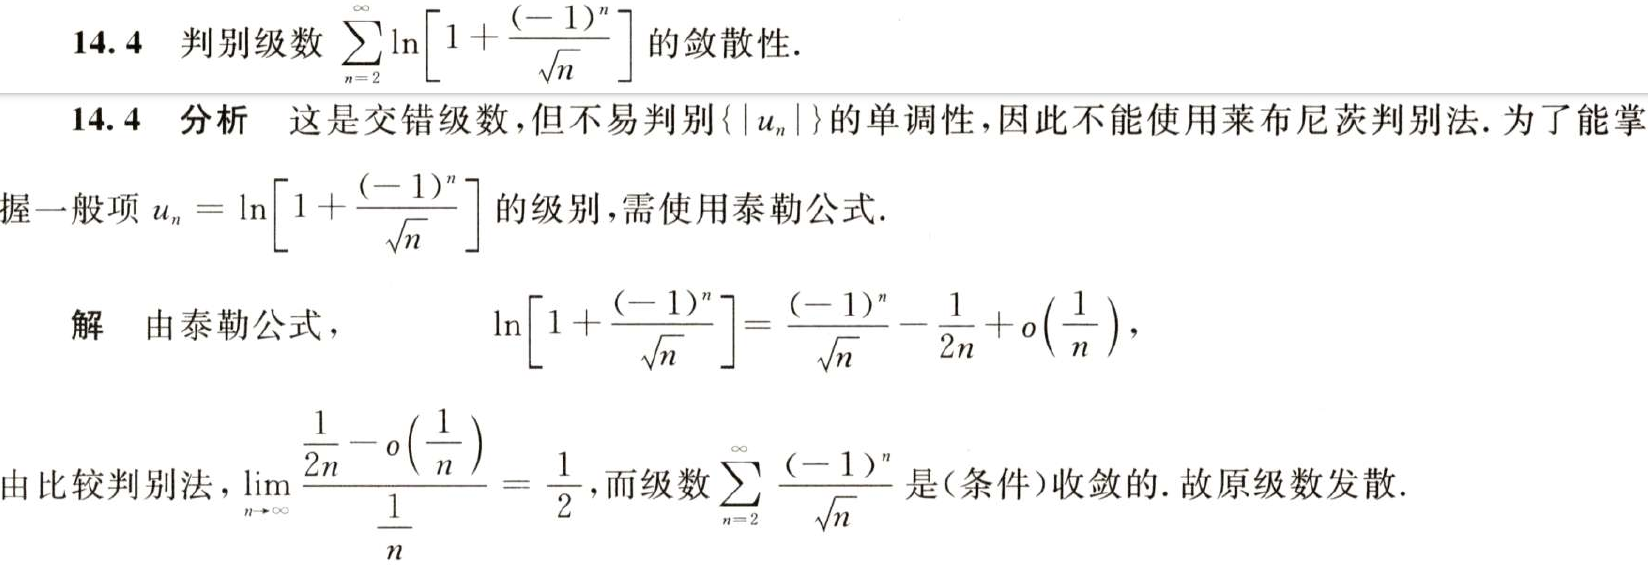 14.4 判别级数 $\sum_{n=2}^{\infty} \ln\left[1+\frac{(-1)^n}{\sqrt{n}}\right]$ 的敛散性.
14.4 分析 这是交错级数,但不易判别{|u_n|}的单调性,因此不能使用莱布尼茨判别法.为了能掌
握一般项 $u_n = \ln\left[1+\frac{(-1)^n}{\sqrt{n}}\right]$ 的级别,需使用泰勒公式.
解 由泰勒公式, $\ln\left[1+\frac{(-1)^n}{\sqrt{n}}\right] = \frac{(-1)^n}{\sqrt{n}} - \frac{1}{2n} + o\left(\frac{1}{n}\right)$,
由比较判别法, $\lim_{n\to\infty} \frac{\frac{1}{2n} - o\left(\frac{1}{n}\right)}{\frac{1}{n}} = \frac{1}{2}$,而级数 $\sum_{n=2}^{\infty} \frac{(-1)^n}{\sqrt{n}}$ 是(条件)收敛的.故原级数发散.